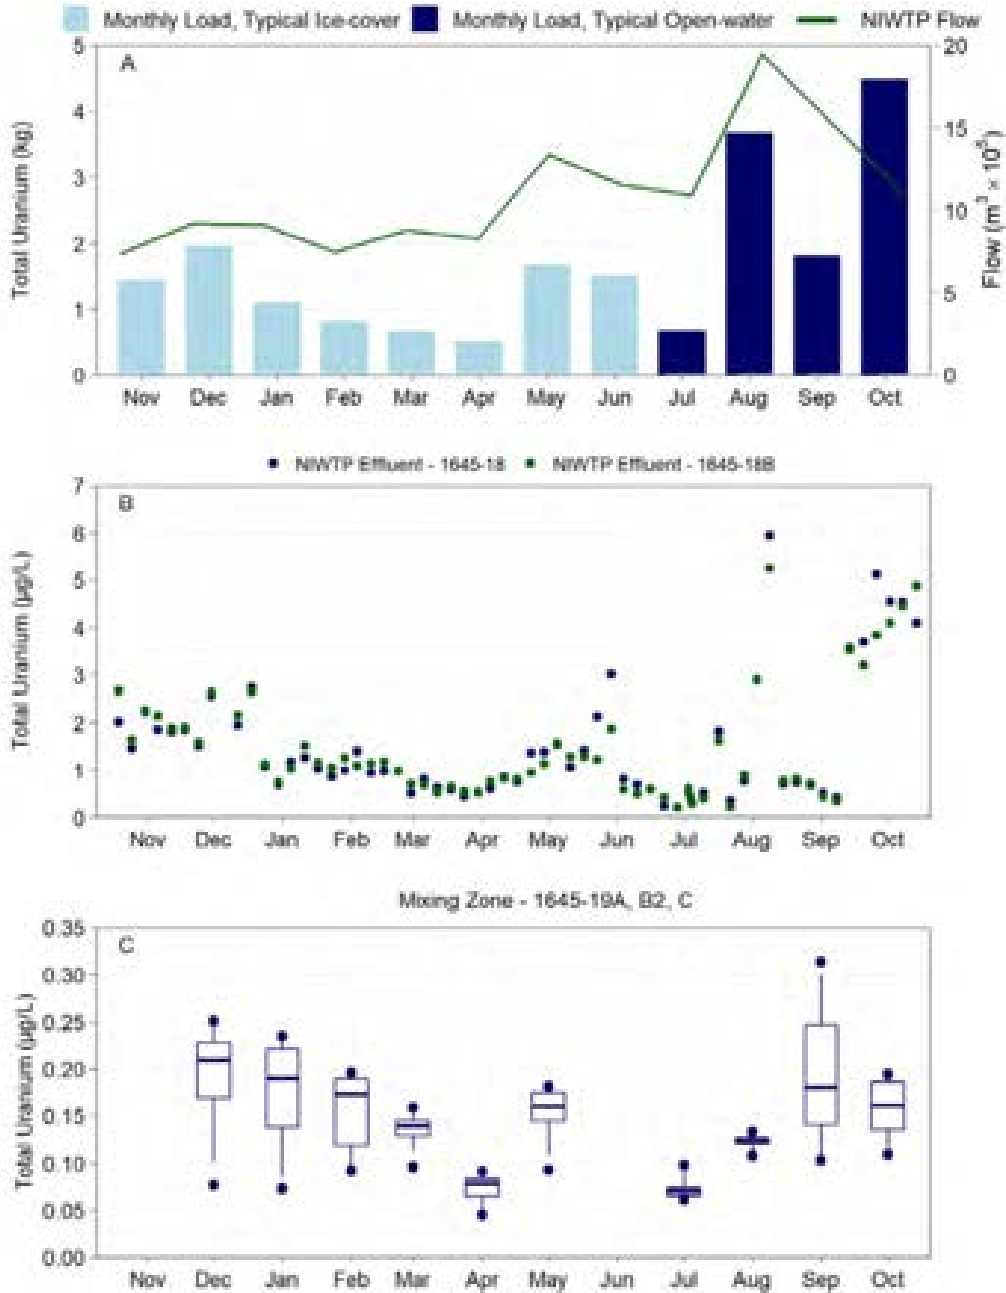 Monthly Load, Typical Ice-cover Monthly Load, Typical Open-water NIWTP Flow
A
5
4
3
2
1
0
Total Uranium (kg)
20
15
10
5
0
Flow (m³ × 10⁵)
Nov Dec Jan Feb Mar Apr May Jun Jul Aug Sep Oct
NIWTP Effluent - 1645-18 NIWTP Effluent - 1645-18B
B
7
6
5
4
3
2
1
0
Total Uranium (µg/L)
Nov Dec Jan Feb Mar Apr May Jun Jul Aug Sep Oct
Mixing Zone - 1645-19A, B2, C
C
0.35
0.30
0.25
0.20
0.15
0.10
0.05
0.00
Total Uranium (µg/L)
Nov Dec Jan Feb Mar Apr May Jun Jul Aug Sep Oct